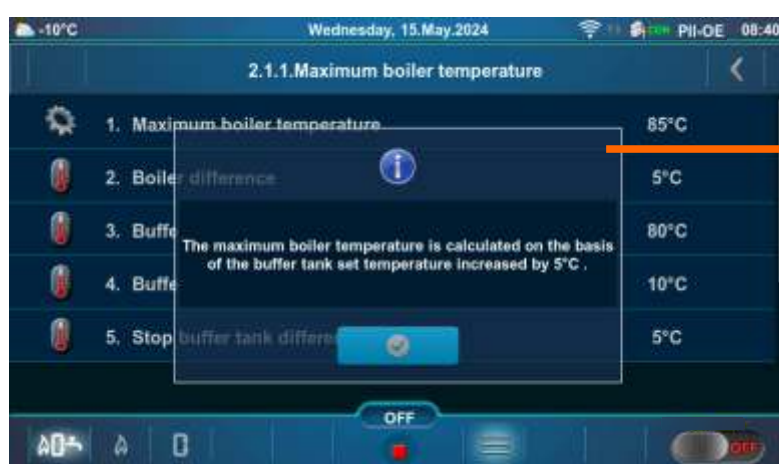 -10°C Wednesday, 15.May.2024 PII-OE 08:40
2.1.1.Maximum boiler temperature
1. Maximum boiler temperature 85°C
2. Boiler difference 5°C
3. Buffe 80°C
The maximum boiler temperature is calculated on the basis
of the buffer tank set temperature increased by 5°C .
4. Buffe 10°C
5. Stop buffer tank differe 5°C
OFF
OFF